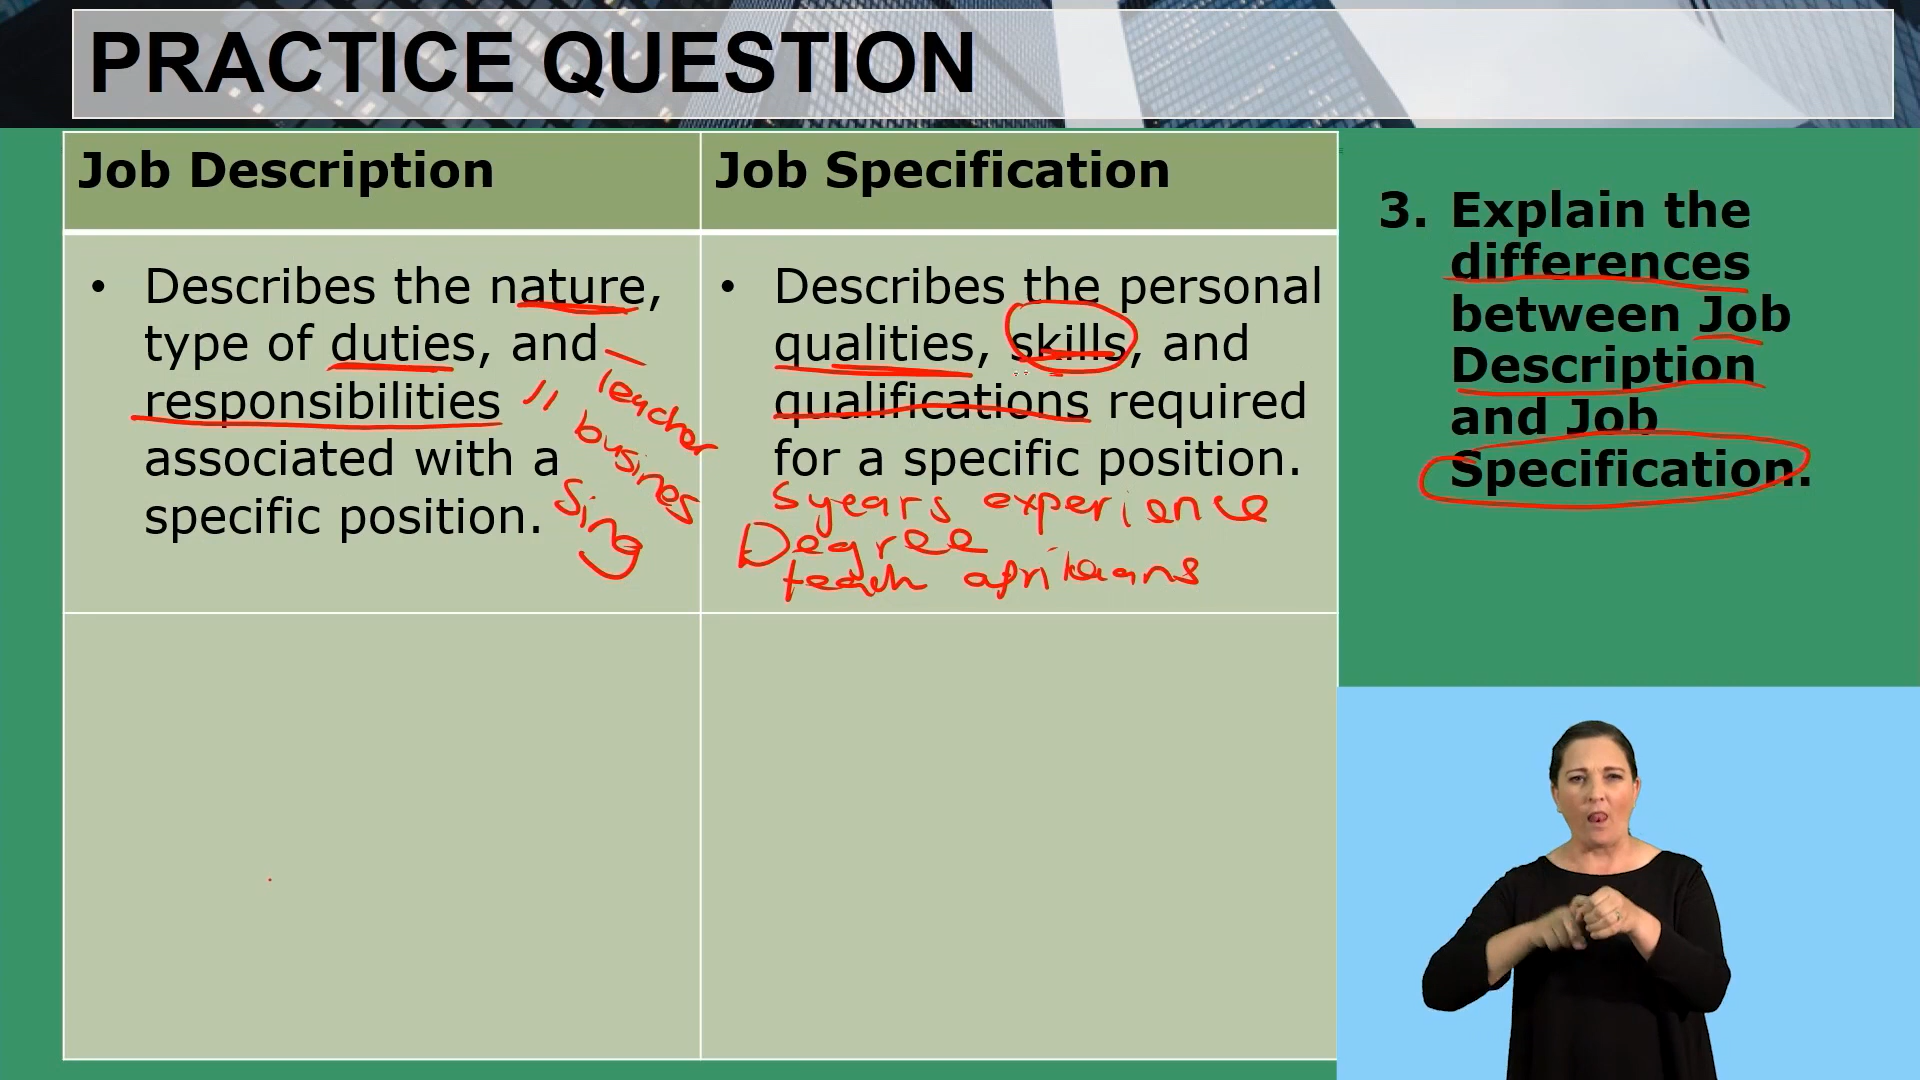 PRACTICE QUESTION
Job Description
Job Specification
• Describes the nature,
type of duties, and
responsibilities
associated with a
specific position.
teacher
business
Sing
• Describes the personal
qualities, skills, and
qualifications required
for a specific position.
5years experience
Degree
teach afrikaans
3. Explain the
differences
between Job
Description
and Job
Specification.